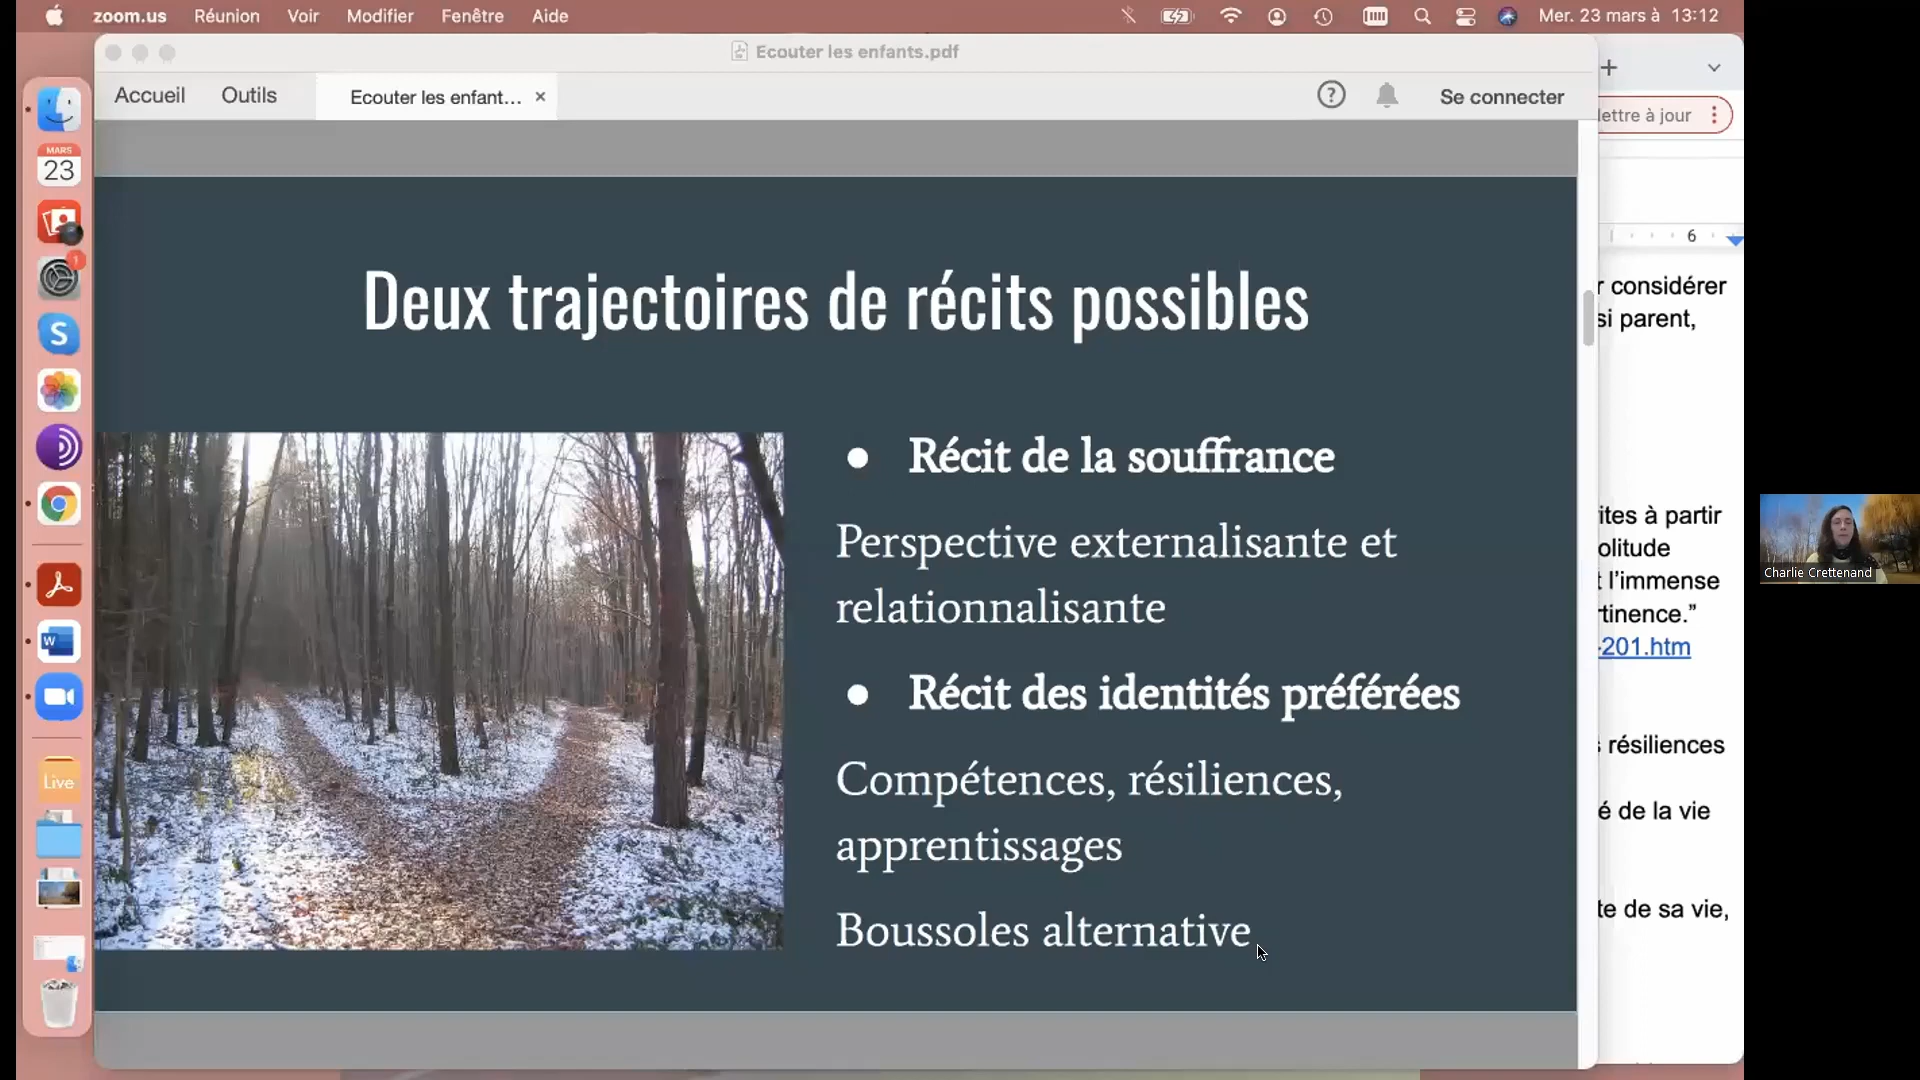 zoom.us Réunion Voir Modifier Fenêtre Aide Mer. 23 mars à 13:12
Ecouter les enfants.pdf
Accueil Outils Ecouter les enfant... × Se connecter
ettre à jour
MARS
23
1
6
Deux trajectoires de récits possibles
• Récit de la souffrance
Perspective externalisante et
relationnalisante
• Récit des identités préférées
Compétences, résiliences,
apprentissages
Boussoles alternative
r considérer
si parent,
ites à partir
olitude
t l’immense
rtinence.”
-201.htm
s résiliences
é de la vie
te de sa vie,
S
W
Live
Charlie Crettenand